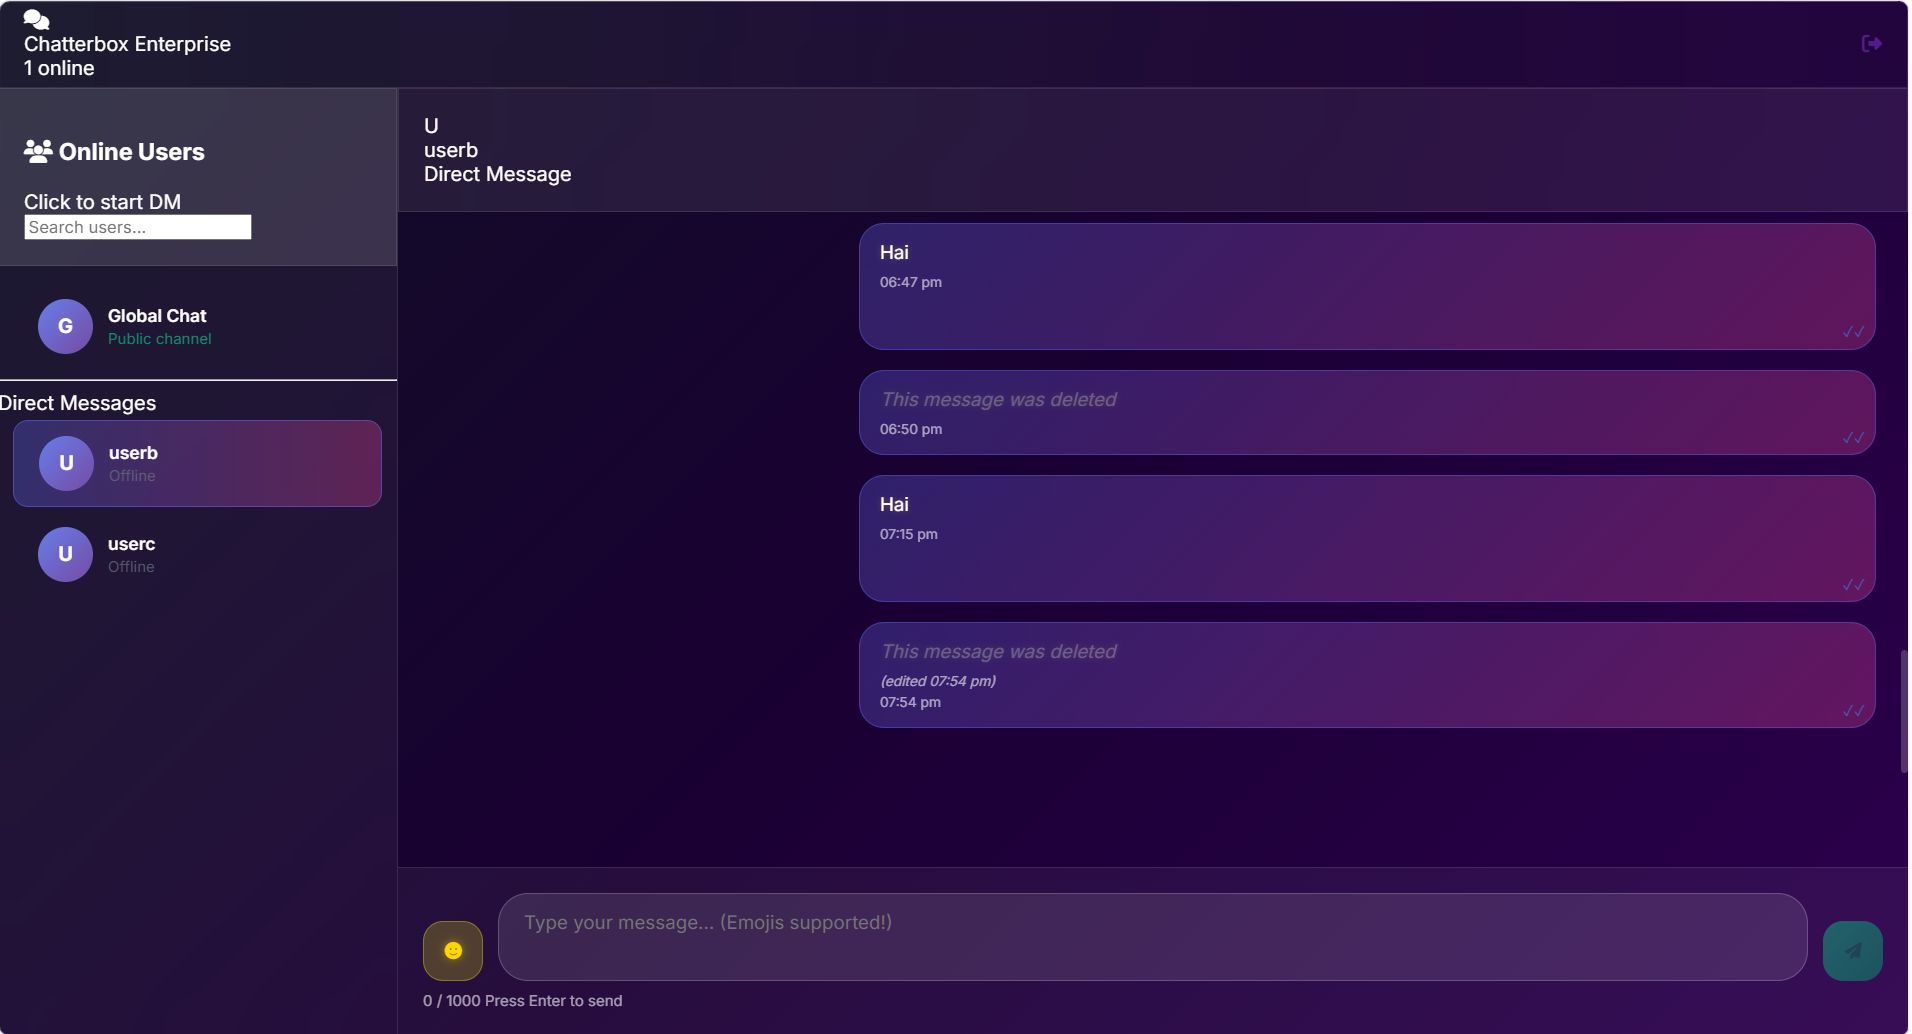 Chatterbox Enterprise
1 online
Online Users
Click to start DM
Search users...
G
Global Chat
Public channel
Direct Messages
U
userb
Offline
U
userc
Offline
U
userb
Direct Message
Hai
06:47 pm
This message was deleted
06:50 pm
Hai
07:15 pm
This message was deleted
(edited 07:54 pm)
07:54 pm
Type your message... (Emojis supported!)
0 / 1000 Press Enter to send